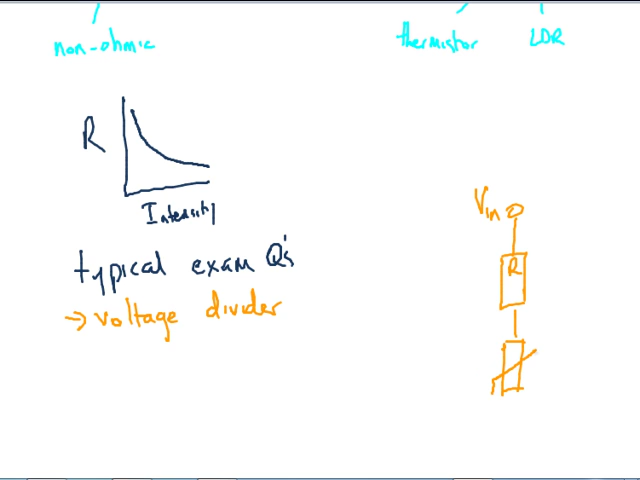 non-ohmic
thermistor LDR
R
Intensity
Vin
R
typical exam Q's
→ voltage divider